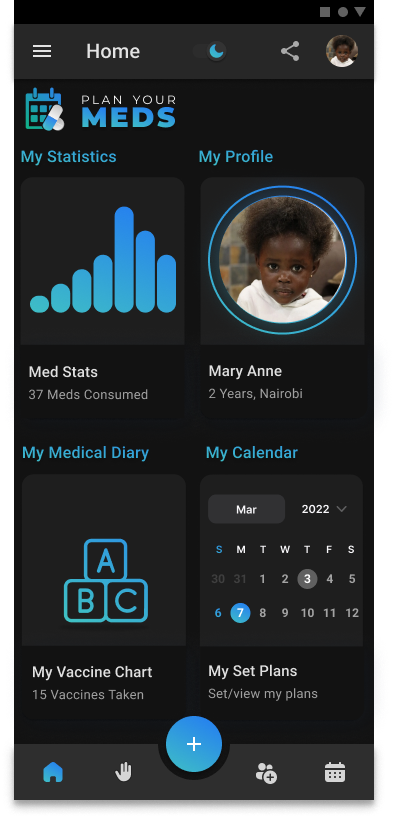 Home
PLAN YOUR
MEDS
My Statistics
My Profile
Med Stats
37 Meds Consumed
Mary Anne
2 Years, Nairobi
My Medical Diary
My Calendar
A
B C
Mar 2022
S M T W T F S
30 31 1 2 3 4 5
6 7 8 9 10 11 12
My Vaccine Chart
15 Vaccines Taken
My Set Plans
Set/view my plans